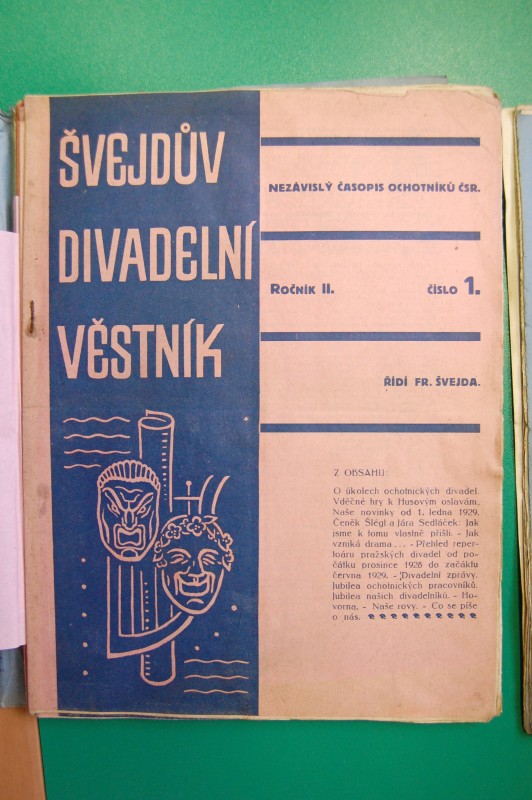 ŠVEJDŮV
DIVADELNÍ
VĚSTNÍK
NEZÁVISLÝ ČASOPIS OCHOTNÍKŮ ČSR.
ROČNÍK II. ČÍSLO 1.
ŘÍDÍ FR. ŠVEJDA.
Z OBSAHU:
O úkolech ochotnických divadel.
Vděčné hry k Husovým oslavám,
Naše novinky od 1. ledna 1929.
Čeněk Šlégl a Jára Sedláček: Jak
jsme k tomu vlastně přišli. - Jak
vzniká drama... - Přehled reper-
toáru pražských divadel od po-
čátku prosince 1928 do začátku
června 1929. - Divadelní zprávy.
Jubilea ochotnických pracovníků.
Jubilea našich divadelníků. - Ho-
vorna. - Naše rovy. - Co se píše
o nás.